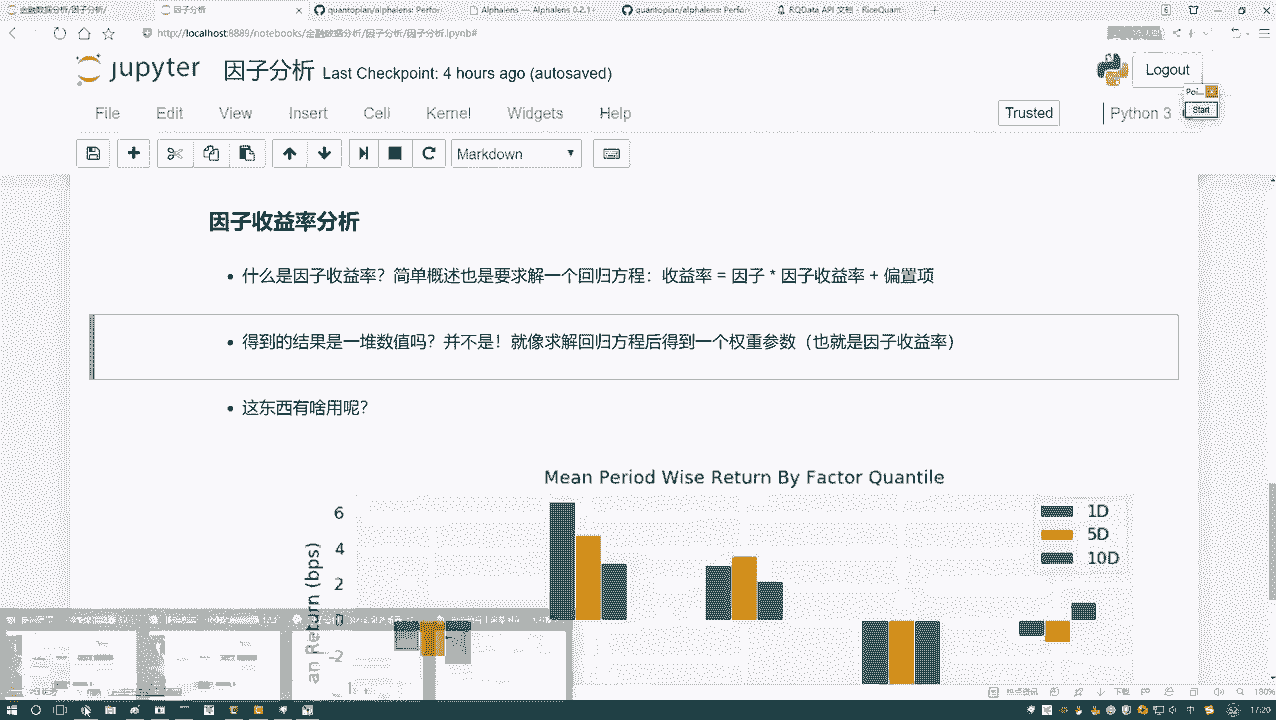 金融数据分析/因子分析/
因子分析
quantopian/alphalens: Perfor
Alphalens — Alphalens 0.2.1+
quantopian/alphalens: Perfor
RQData API 文档 - RiceQuant
http://localhost:8889/notebooks/金融数据分析/因子分析/因子分析.ipynb#
jupyter 因子分析 Last Checkpoint: 4 hours ago (autosaved)
Logout
Start
File Edit View Insert Cell Kernel Widgets Help
Trusted
Python 3
Markdown
因子收益率分析
什么是因子收益率？简单概述也是要求解一个回归方程：收益率 = 因子 * 因子收益率 + 偏置项
得到的结果是一堆数值吗？并不是！就像求解回归方程后得到一个权重参数（也就是因子收益率）
这东西有啥用呢？
Mean Period Wise Return By Factor Quantile
6
4
2
0
-2
an Return (bps)
1D
5D
10D
180%
中
17:20